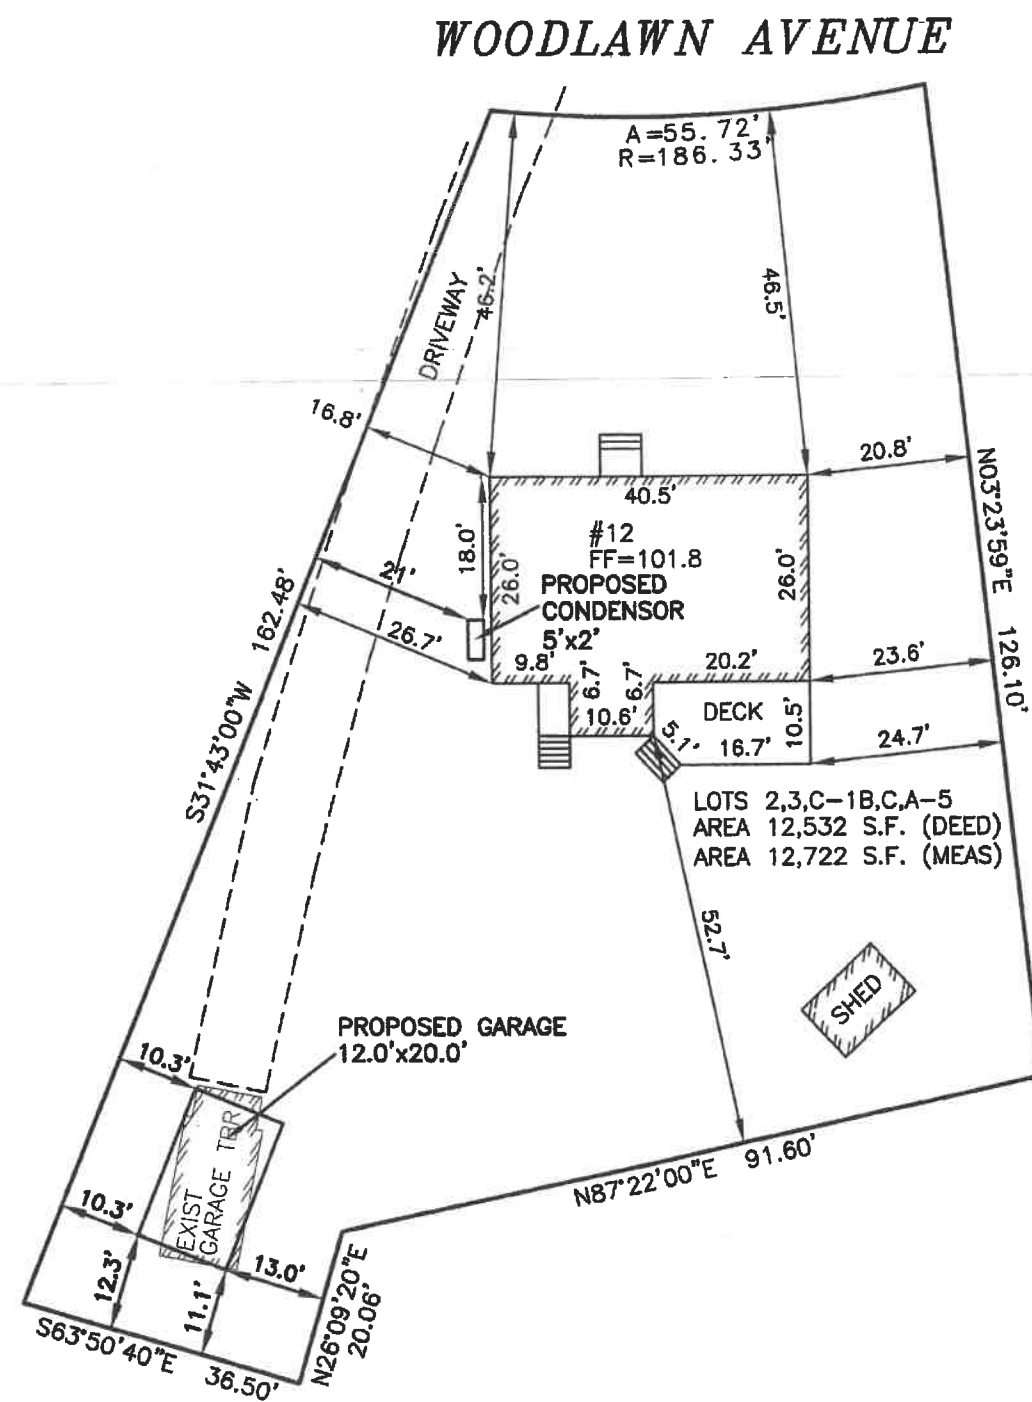 WOODLAWN AVENUE
A=55.72'
R=186.33'
46.2'
46.5'
DRIVEWAY
16.8'
20.8'
40.5'
#12
FF=101.8
18.0'
26.0'
26.0'
PROPOSED
CONDENSOR
5'x2'
21'
26.7'
9.8'
6.7'
6.7'
20.2'
23.6'
10.6'
DECK
10.5'
5.1'
16.7'
24.7'
N03°23'59"E 126.10'
S31°43'00"W 162.48'
LOTS 2,3,C-1B,C,A-5
AREA 12,532 S.F. (DEED)
AREA 12,722 S.F. (MEAS)
52.7'
SHED
PROPOSED GARAGE
12.0'x20.0'
10.3'
EXIST
GARAGE TBR
10.3'
12.3'
11.1'
13.0'
N87°22'00"E 91.60'
N26°09'20"E
20.06'
S63°50'40"E 36.50'